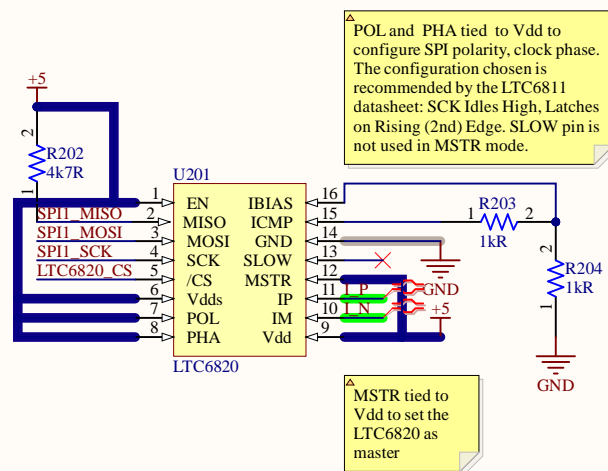 POL and PHA tied to Vdd to
configure SPI polarity, clock phase.
The configuration chosen is
recommended by the LTC6811
datasheet: SCK Idles High, Latches
on Rising (2nd) Edge. SLOW pin is
not used in MSTR mode.
+5
2
R202
4k7R
1
U201
1 EN IBIAS 16
SPI1_MISO 2 MISO ICMP 15
SPI1_MOSI 3 MOSI GND 14
SPI1_SCK 4 SCK SLOW 13
LTC6820_CS 5 /CS MSTR 12
6 Vdds IP 11 I_P
7 POL IM 10 I_N
8 PHA Vdd 9
LTC6820
R203
1 2
1kR
2
R204
1kR
1
GND
+5
GND
MSTR tied to
Vdd to set the
LTC6820 as
master